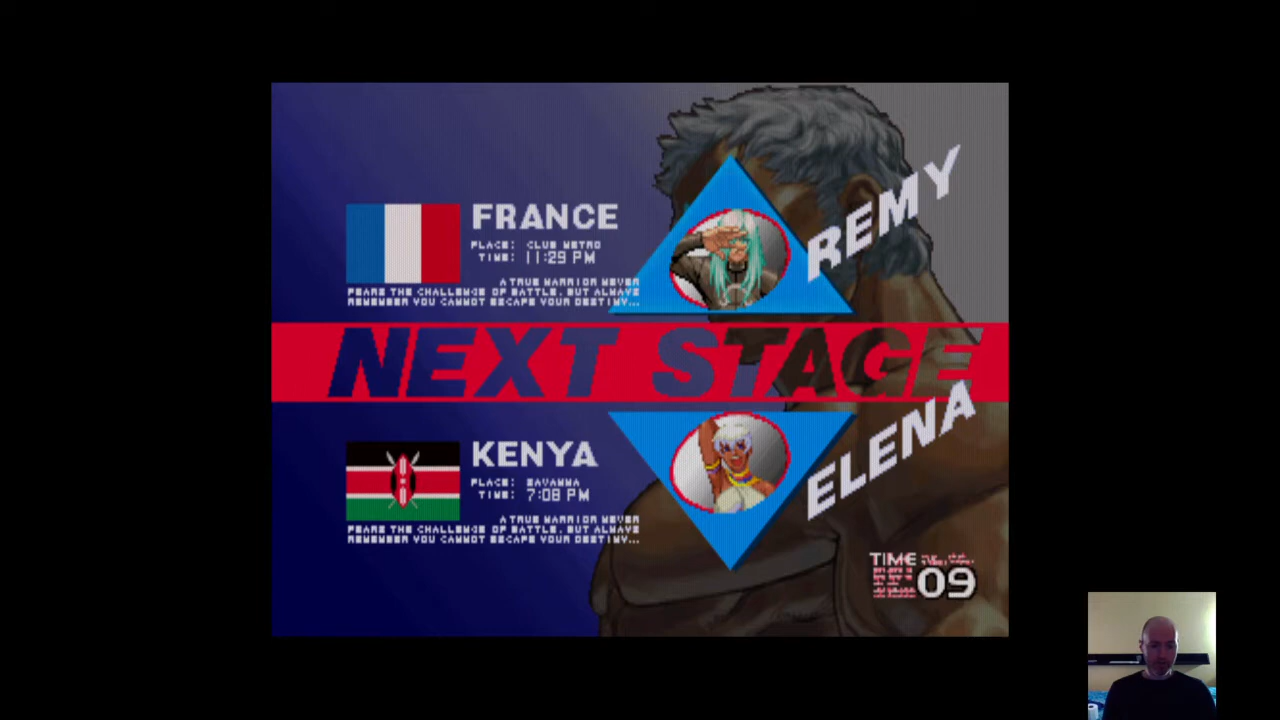 FRANCE
PLACE: CLUB METRO
TIME: 11:29 PM
A TRUE WARRIOR NEVER
FEARS THE CHALLENGE OF BATTLE, BUT ALWAYS
REMEMBER YOU CANNOT ESCAPE YOUR DESTINY...
REMY
NEXT STAGE
KENYA
PLACE: SAVANNA
TIME: 7:08 PM
A TRUE WARRIOR NEVER
FEARS THE CHALLENGE OF BATTLE, BUT ALWAYS
REMEMBER YOU CANNOT ESCAPE YOUR DESTINY...
ELENA
TIME
09